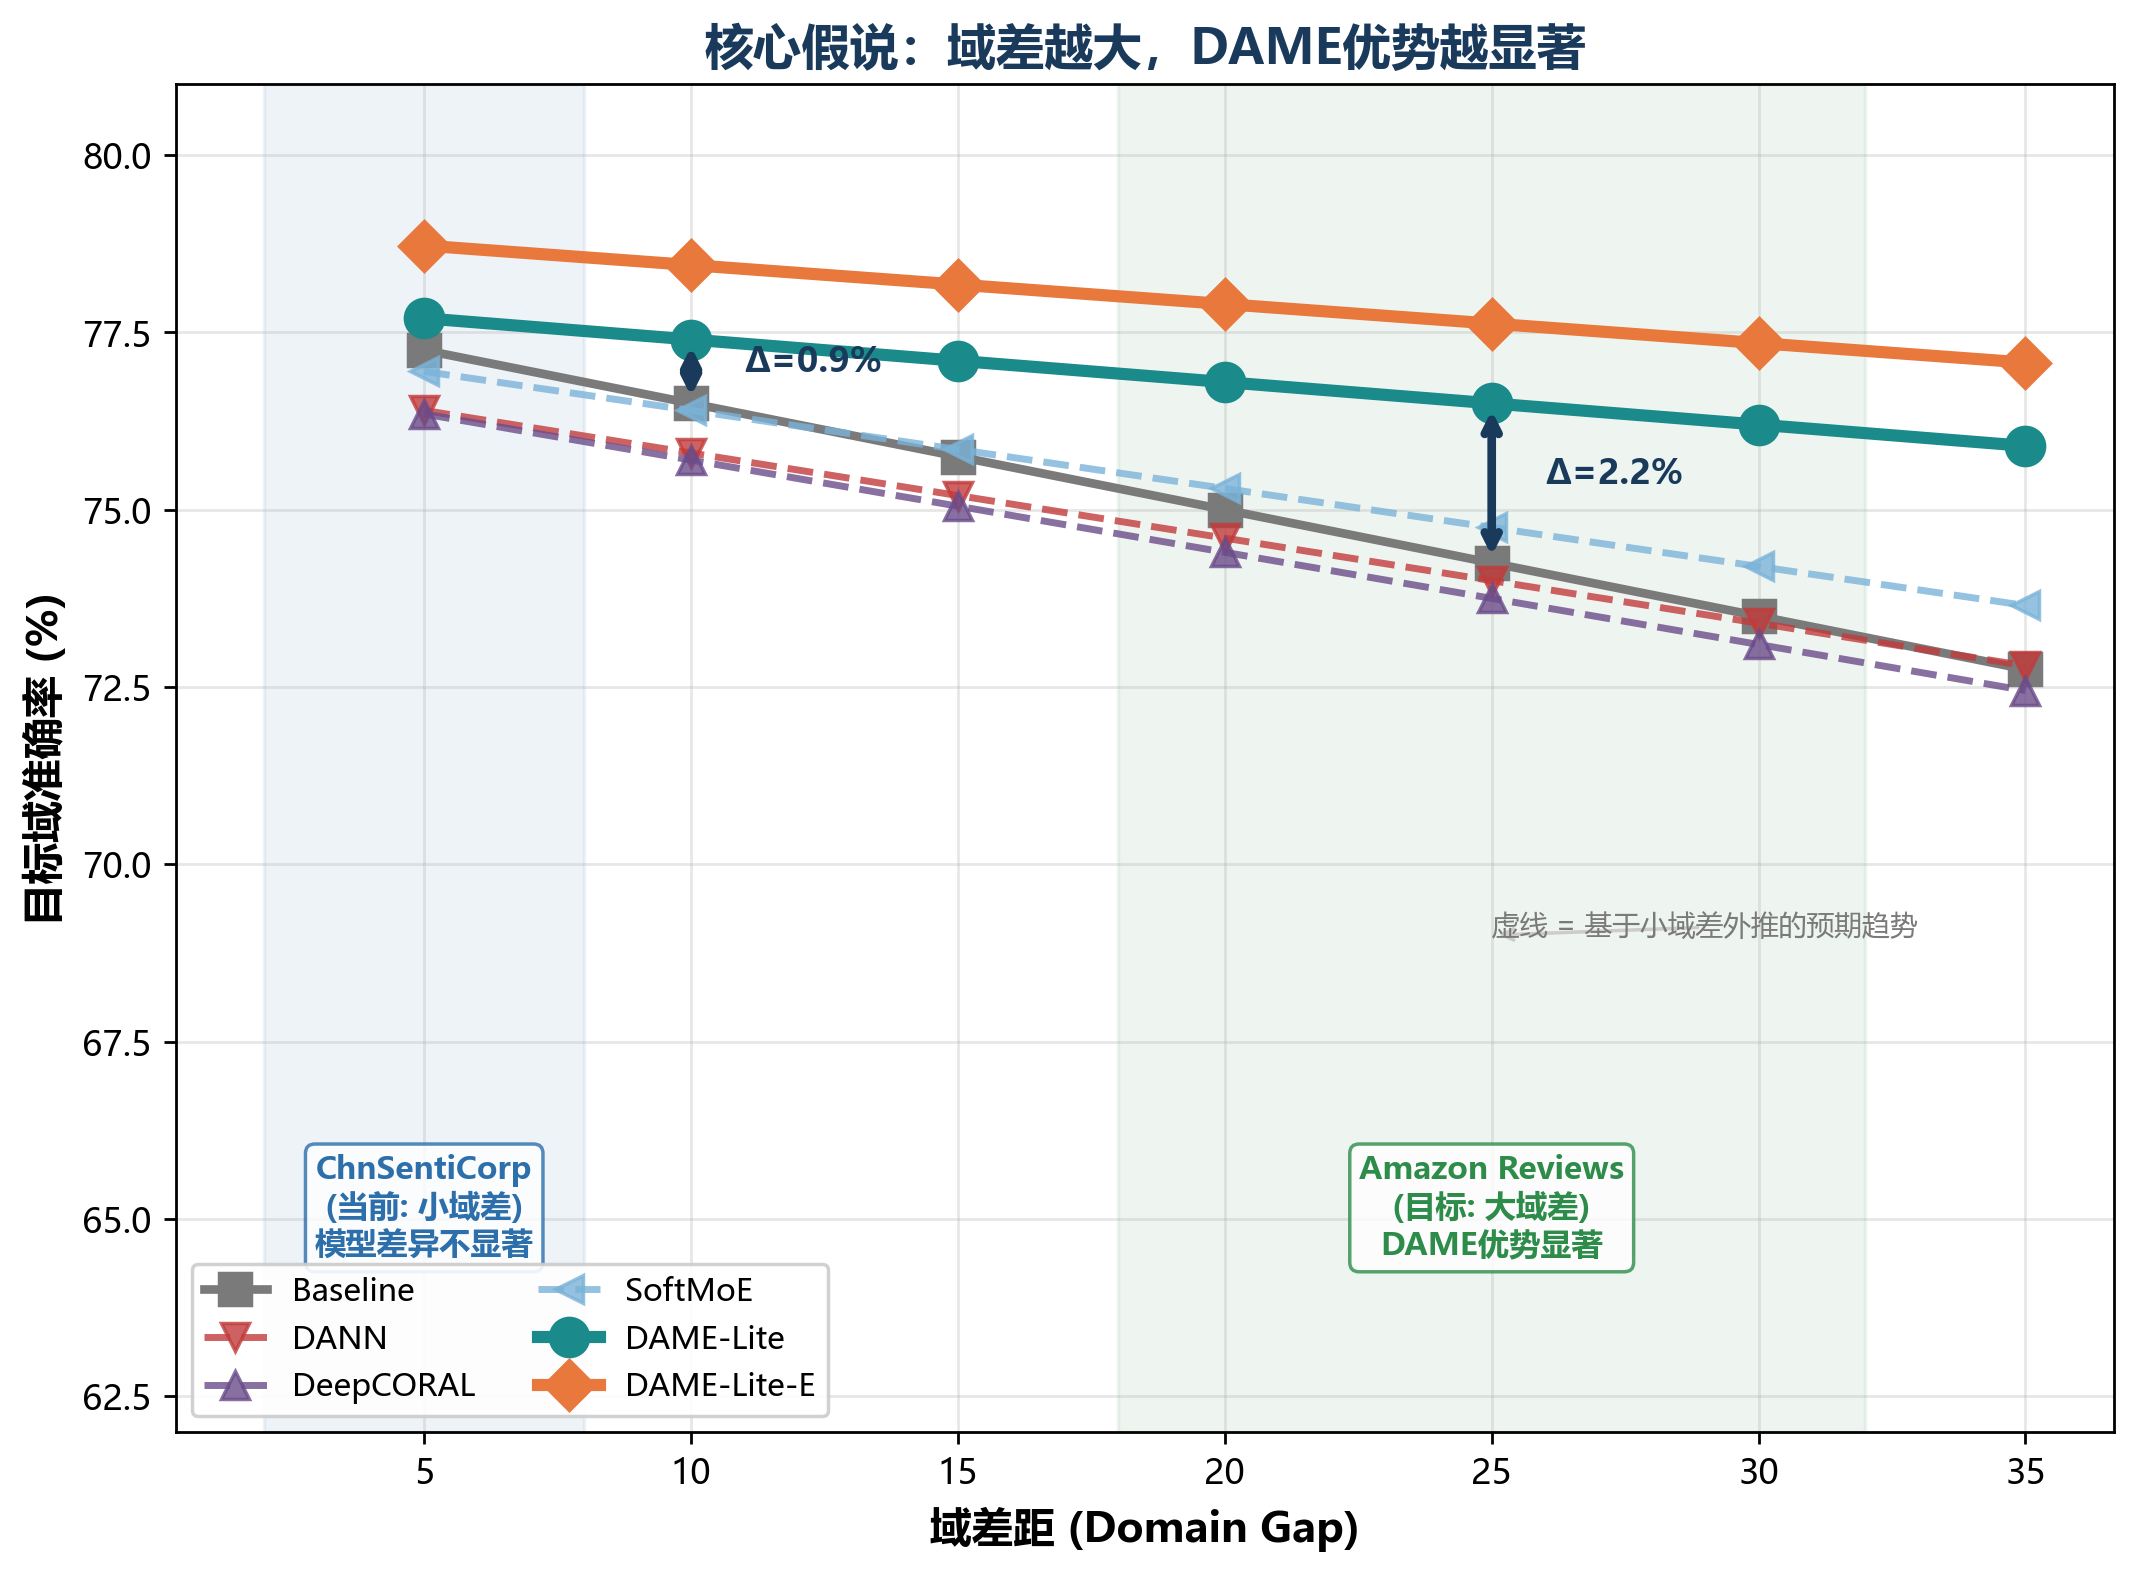 核心假说：域差越大，DAME优势越显著
目标域准确率 (%)
80.0
77.5
75.0
72.5
70.0
67.5
65.0
62.5
Δ=0.9%
Δ=2.2%
虚线 = 基于小域差外推的预期趋势
ChnSentiCorp
(当前: 小域差)
模型差异不显著
Amazon Reviews
(目标: 大域差)
DAME优势显著
Baseline
DANN
DeepCORAL
SoftMoE
DAME-Lite
DAME-Lite-E
5
10
15
20
25
30
35
域差距 (Domain Gap)